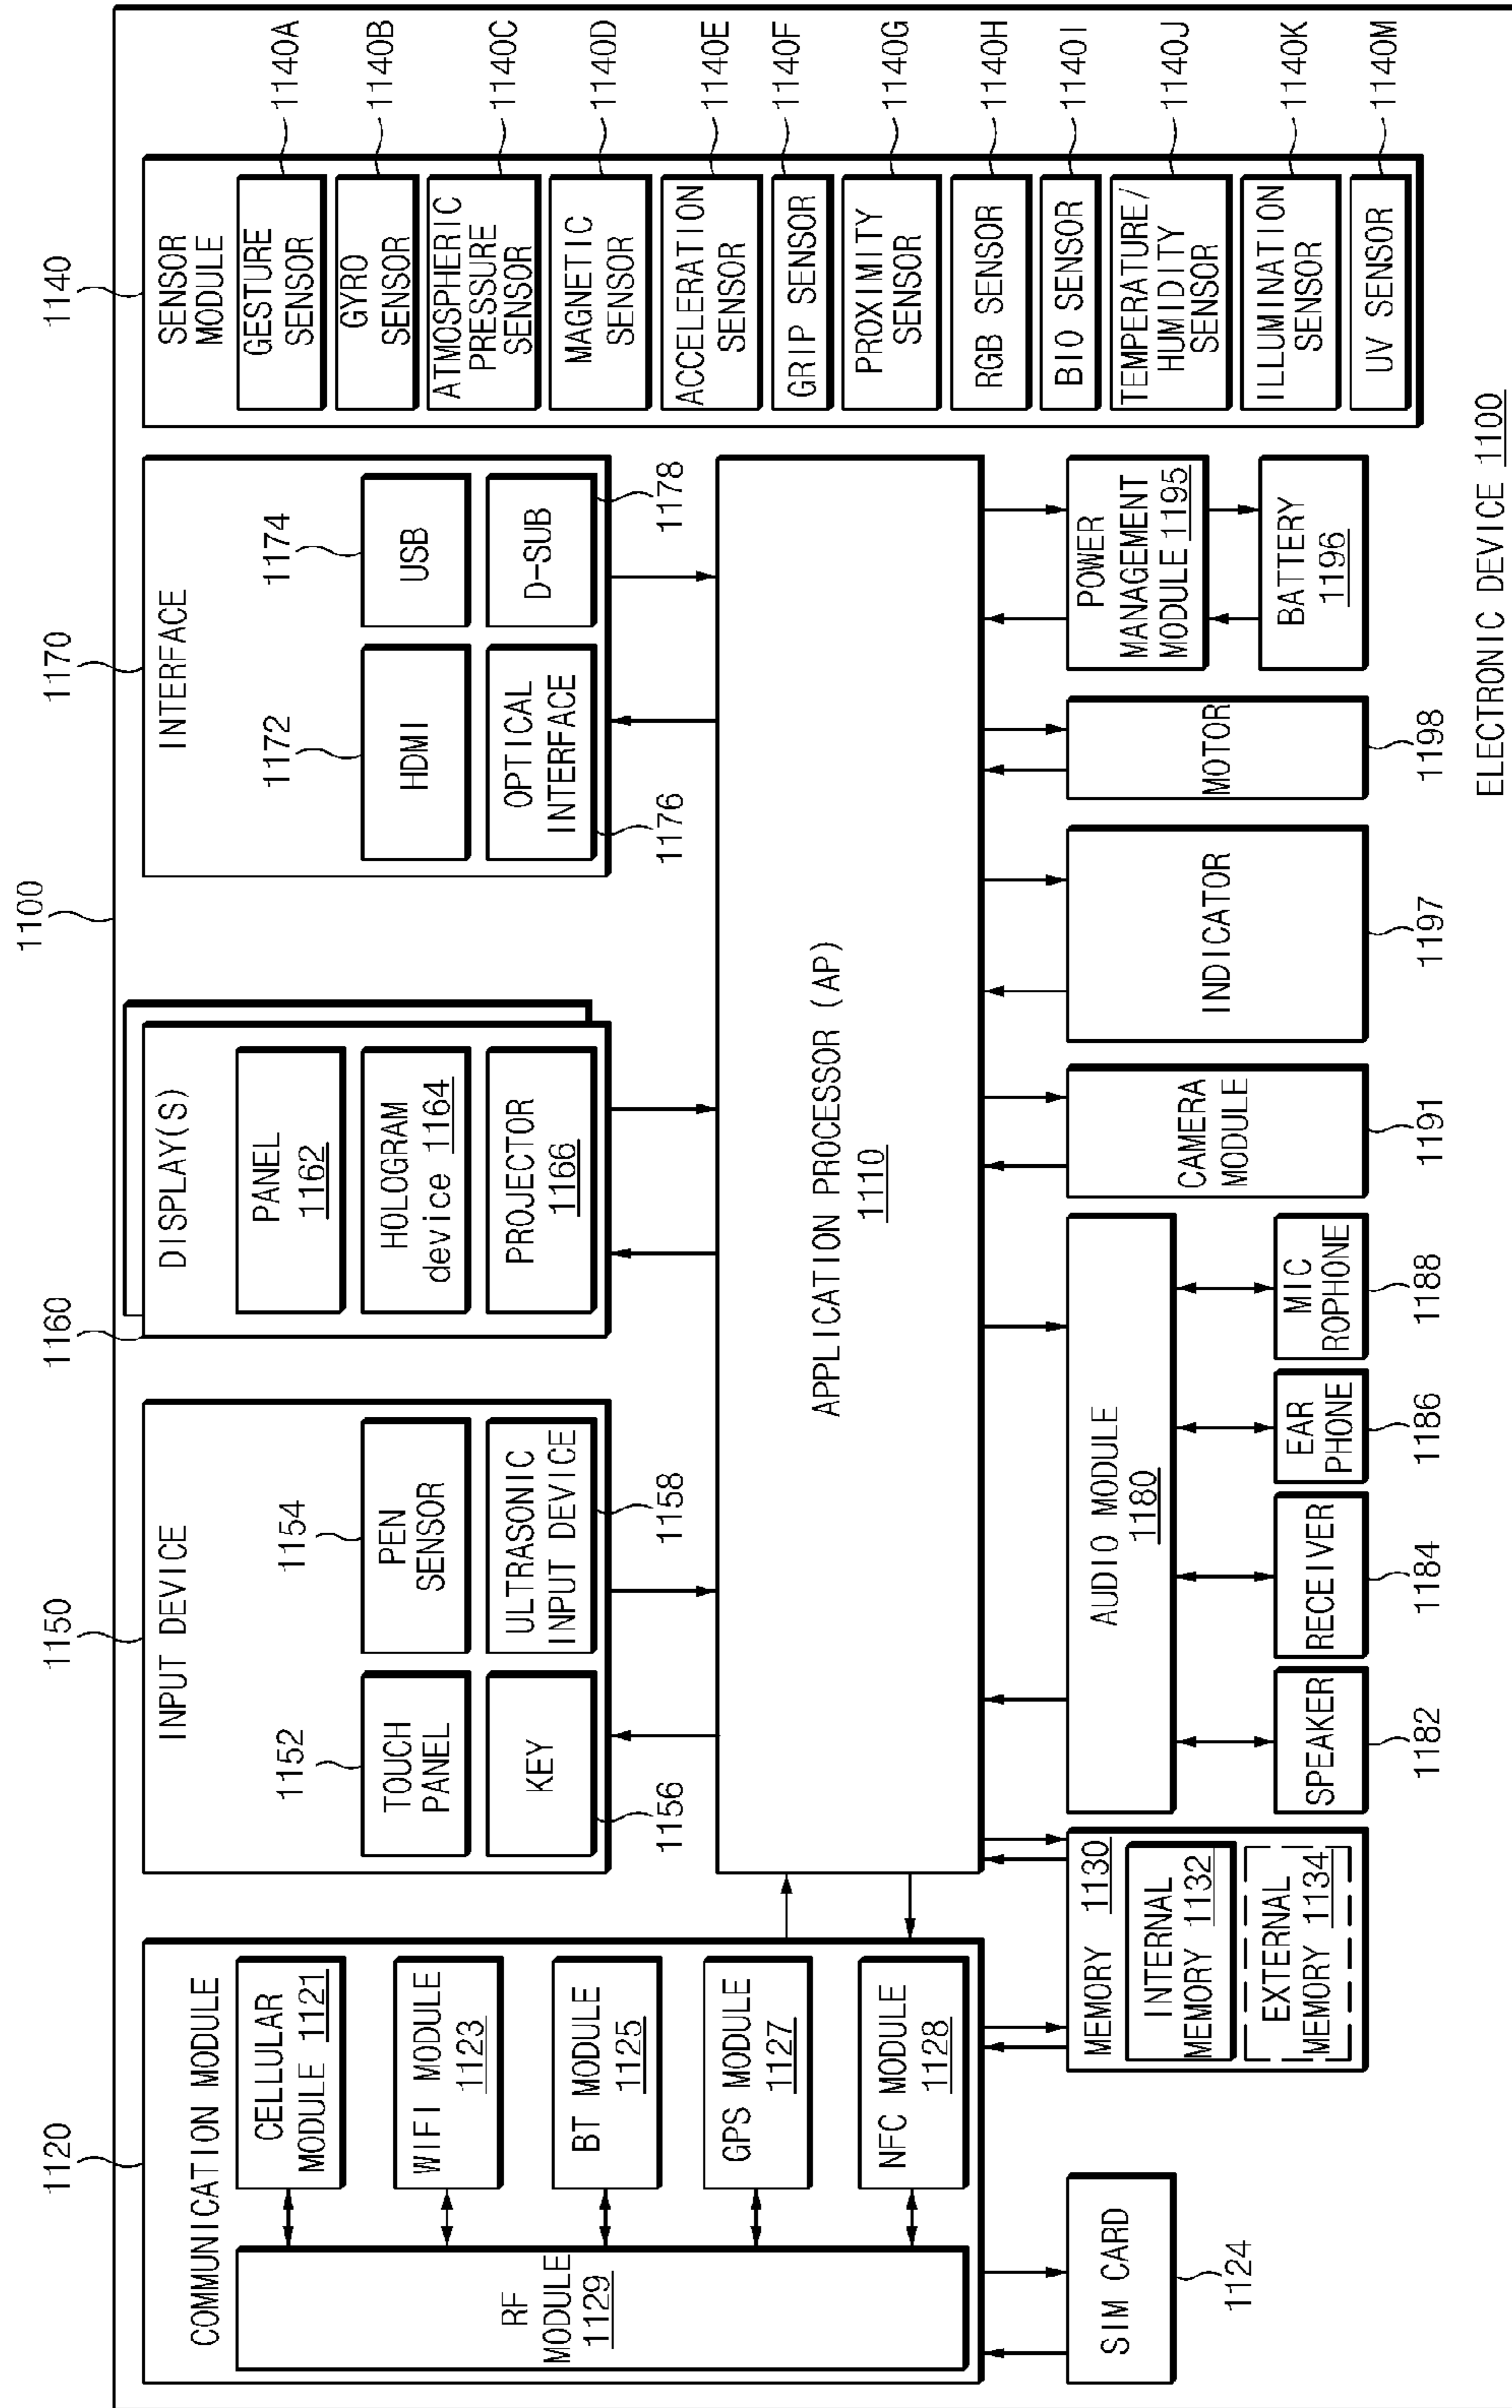 1100
1120
COMMUNICATION MODULE
RF
MODULE
1129
CELLULAR
MODULE 1121
WIFI MODULE
1123
BT MODULE
1125
GPS MODULE
1127
NFC MODULE
1128
SIM CARD
1124
1150
INPUT DEVICE
1152
TOUCH
PANEL
1154
PEN
SENSOR
KEY
1156
ULTRASONIC
INPUT DEVICE
1158
1160
DISPLAY(S)
PANEL
1162
HOLOGRAM
device 1164
PROJECTOR
1166
1170
INTERFACE
1172
HDMI
1174
USB
OPTICAL
INTERFACE
1176
D-SUB
1178
1140
SENSOR
MODULE
GESTURE
SENSOR
1140A
GYRO
SENSOR
1140B
ATMOSPHERIC
PRESSURE
SENSOR
1140C
MAGNETIC
SENSOR
1140D
ACCELERATION
SENSOR
1140E
GRIP SENSOR
1140F
PROXIMITY
SENSOR
1140G
RGB SENSOR
1140H
BIO SENSOR
1140I
TEMPERATURE/
HUMIDITY
SENSOR
1140J
ILLUMINATION
SENSOR
1140K
UV SENSOR
1140M
APPLICATION PROCESSOR (AP)
1110
MEMORY 1130
INTERNAL
MEMORY 1132
EXTERNAL
MEMORY 1134
AUDIO MODULE
1180
SPEAKER
1182
RECEIVER
1184
EAR
PHONE
1186
MIC
ROPHONE
1188
CAMERA
MODULE
1191
INDICATOR
1197
MOTOR
1198
POWER
MANAGEMENT
MODULE 1195
BATTERY
1196
ELECTRONIC DEVICE 1100